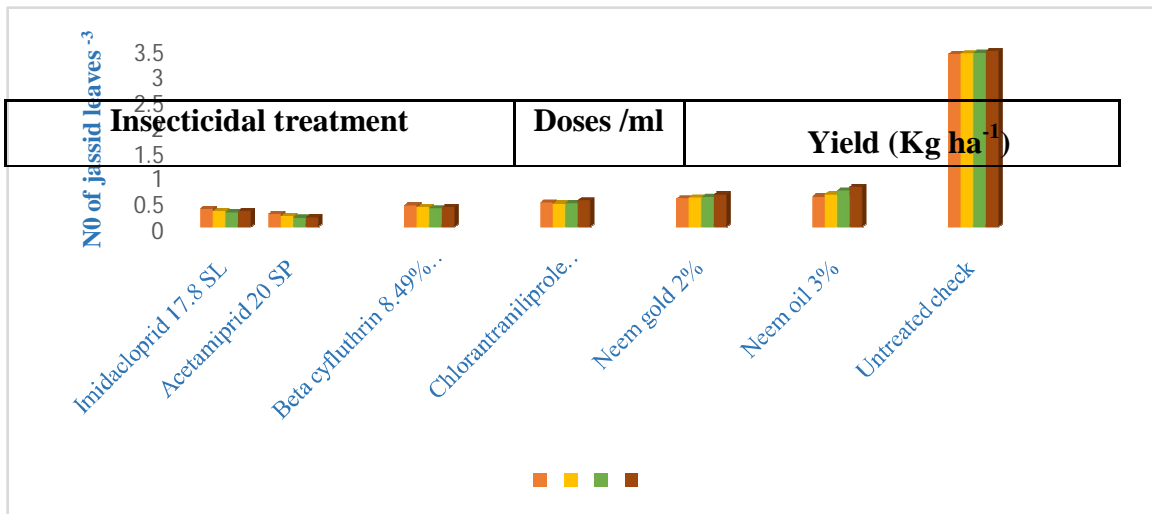 N0 of jassid leaves -3
3.5
3
2.5
2
1.5
1
0.5
0
Insecticidal treatment
Doses /ml
Yield (Kg ha-1)
Imidacloprid 17.8 SL
Acetamiprid 20 SP
Beta cyfluthrin 8.49%..
Chlorantraniliprole..
Neem gold 2%
Neem oil 3%
Untreated check